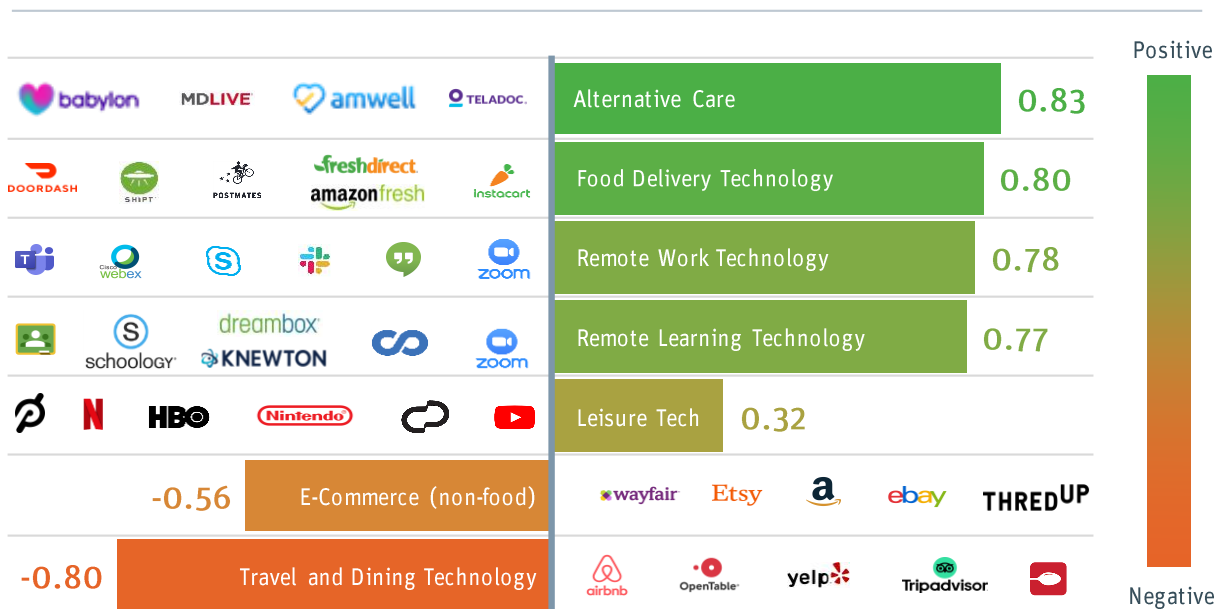 Positive
babylon MDLIVE amwell TELADOC.
Alternative Care 0.83
DOORDASH SHIPT POSTMATES freshdirect. instacart
amazonfresh
Food Delivery Technology 0.80
T Cisco webex S zoom
Remote Work Technology 0.78
S schoology dreambox zoom
KNEWTON
Remote Learning Technology 0.77
N HBO Nintendo
Leisure Tech 0.32
-0.56 E-Commerce (non-food)
wayfair Etsy a ebay THREDUP
-0.80 Travel and Dining Technology
airbnb OpenTable yelp Tripadvisor
Negative